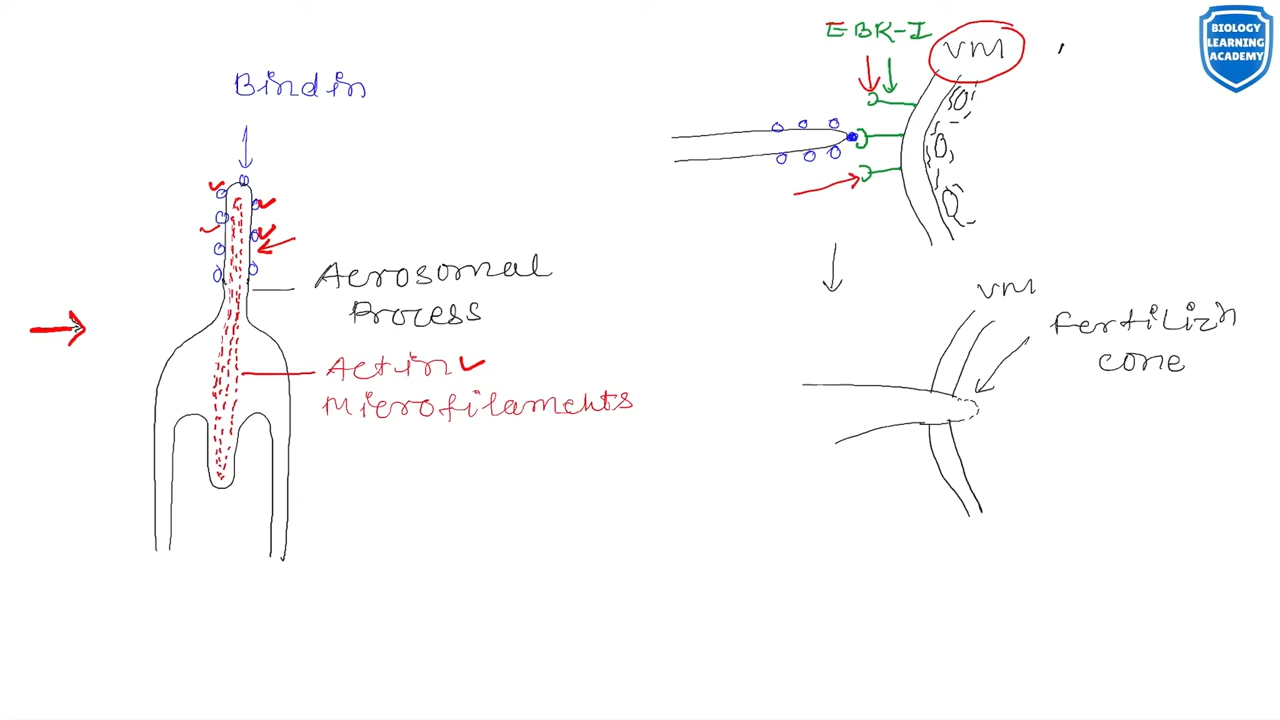 Bindin
Acrosomal
Process
Actin
Microfilaments
EBR-I
VM
VM
Fertilizn
cone
BIOLOGY
LEARNING
ACADEMY